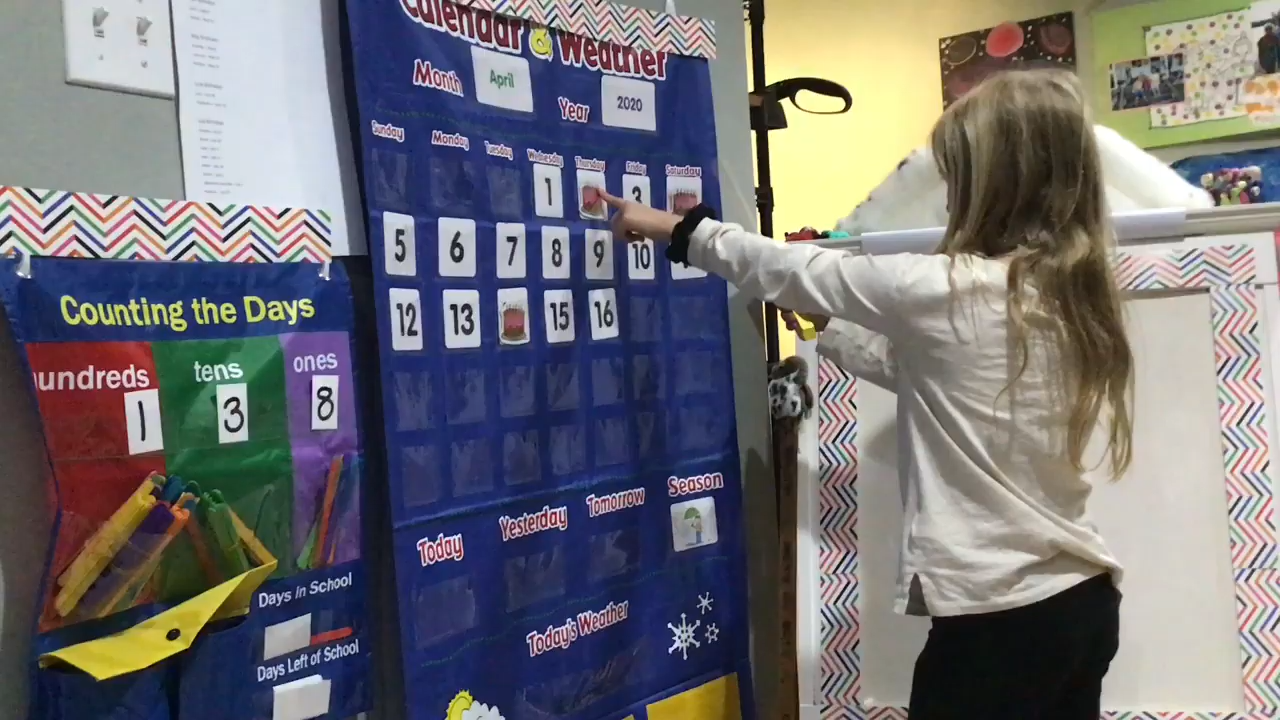 Calendar & Weather
Month April Year 2020
Sunday Monday Tuesday Wednesday Thursday Friday Saturday
1 3
5 6 7 8 9 10
12 13 15 16
Today Yesterday Tomorrow Season
Today's Weather
Counting the Days
undreds tens ones
1 3 8
Days in School
Days Left of School